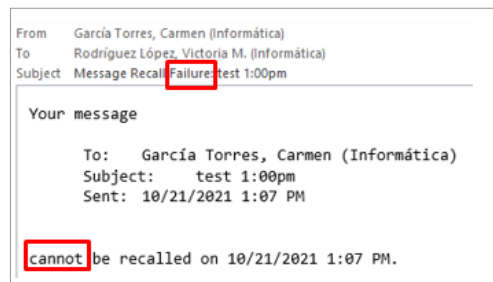 From García Torres, Carmen (Informática)
To Rodríguez López, Victoria M. (Informática)
Subject Message Recall Failure: test 1:00pm
Your message
To: García Torres, Carmen (Informática)
Subject: test 1:00pm
Sent: 10/21/2021 1:07 PM
cannot be recalled on 10/21/2021 1:07 PM.